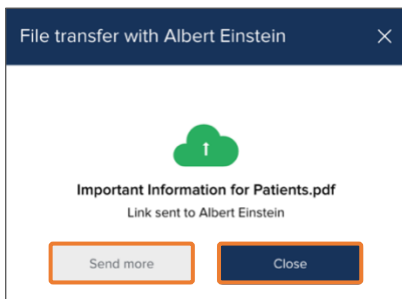 File transfer with Albert Einstein
Important Information for Patients.pdf
Link sent to Albert Einstein
Send more
Close